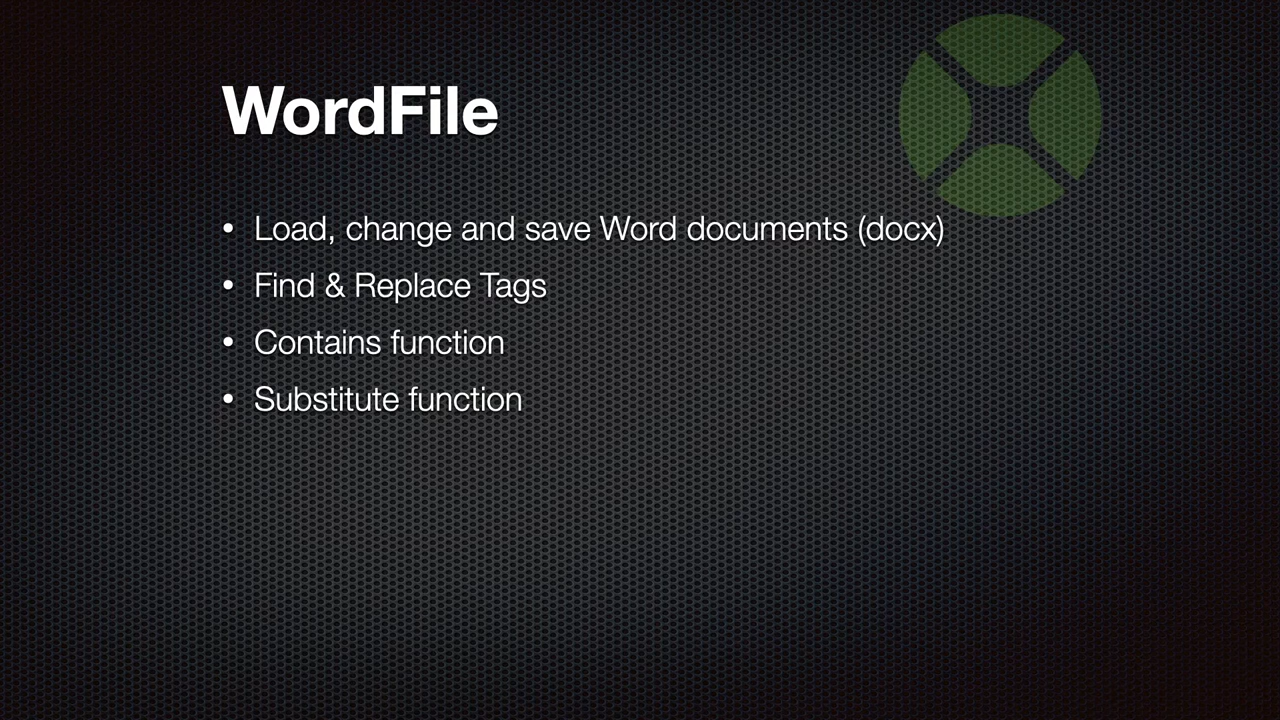 WordFile
• Load, change and save Word documents (docx)
• Find & Replace Tags
• Contains function
• Substitute function